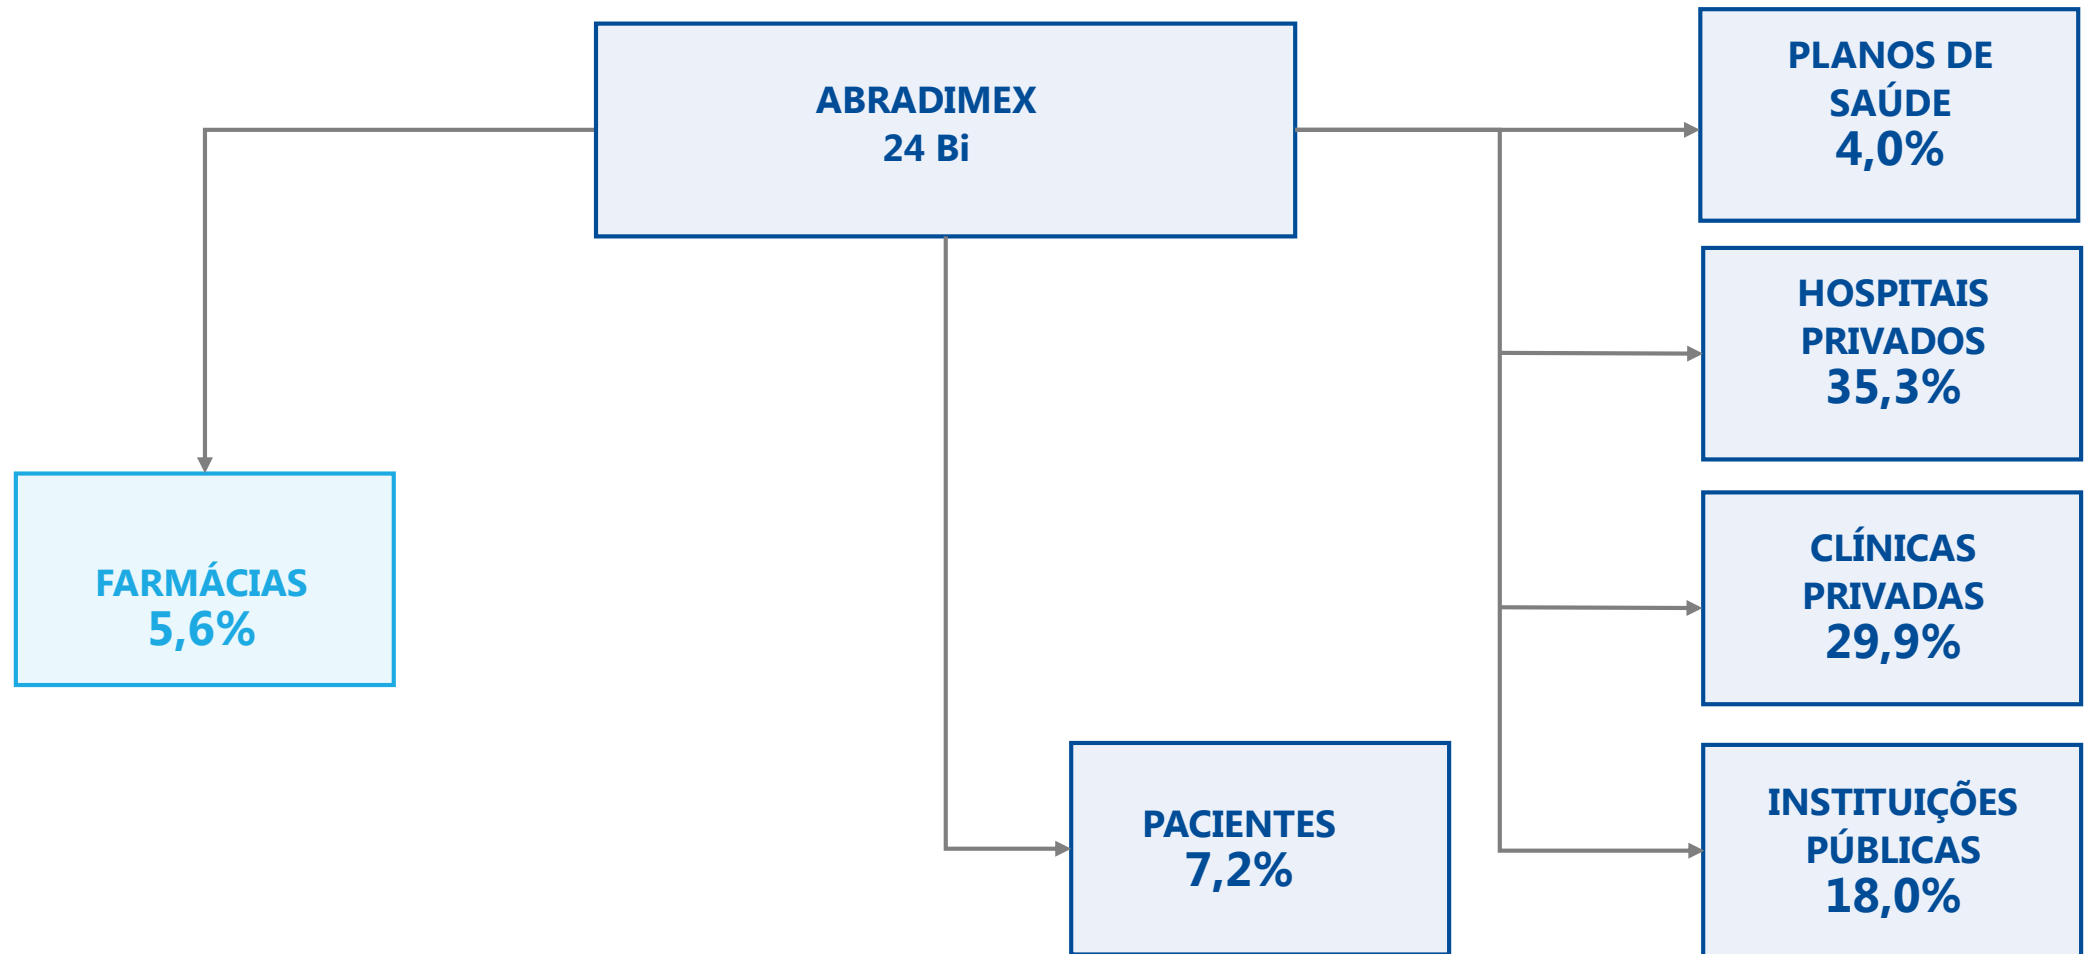 ABRADIMEX
24 Bi
PLANOS DE
SAÚDE
4,0%
HOSPITAIS
PRIVADOS
35,3%
CLÍNICAS
PRIVADAS
29,9%
INSTITUIÇÕES
PÚBLICAS
18,0%
FARMÁCIAS
5,6%
PACIENTES
7,2%